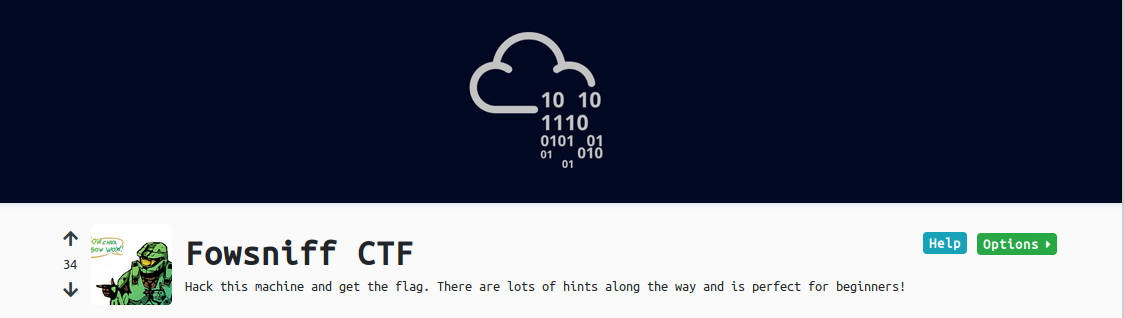 10 10
1110
0101 01
01 010
01
34
Fowsniff CTF
Help
Options
Hack this machine and get the flag. There are lots of hints along the way and is perfect for beginners!